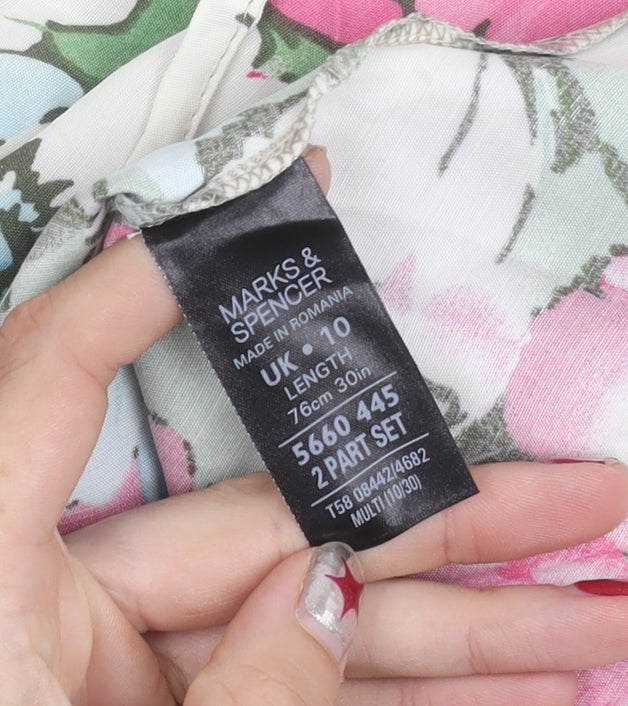 MARKS &
SPENCER
MADE IN ROMANIA
UK • 10
LENGTH
76cm 30in
5660 445
2 PART SET
T58 08442/4682
MULTI (10/30)